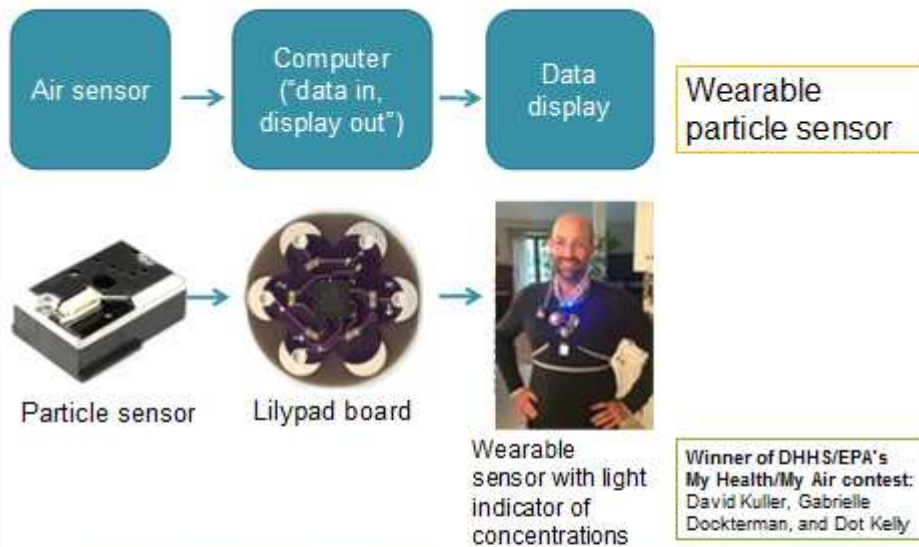 Air sensor
Computer
("data in,
display out")
Data
display
Wearable
particle sensor
Particle sensor
Lilypad board
Wearable
sensor with light
indicator of
concentrations
Winner of DHHS/EPA's
My Health/My Air contest:
David Kuller, Gabrielle
Dockterman, and Dot Kelly